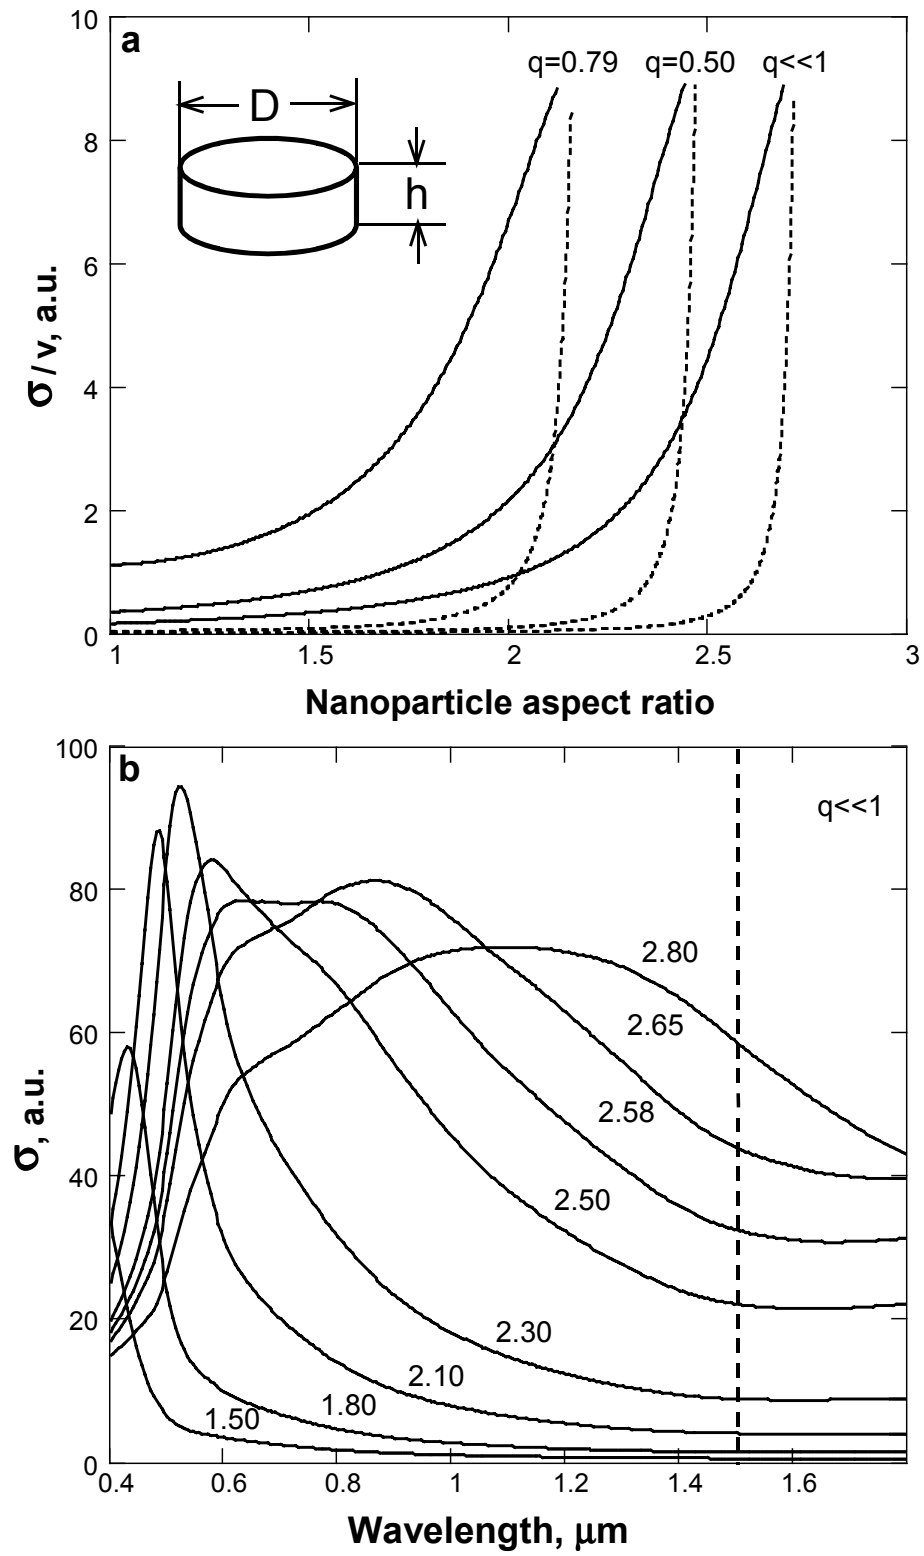 10
a
q=0.79 q=0.50 q<<1
D
8
h
6
σ / v, a.u.
4
2
0
1 1.5 2 2.5 3
Nanoparticle aspect ratio
100
b
q<<1
80
2.80
2.65
60
2.58
σ, a.u.
40
2.50
2.30
20
2.10
1.80
1.50
0
0.4 0.6 0.8 1 1.2 1.4 1.6
Wavelength, μm